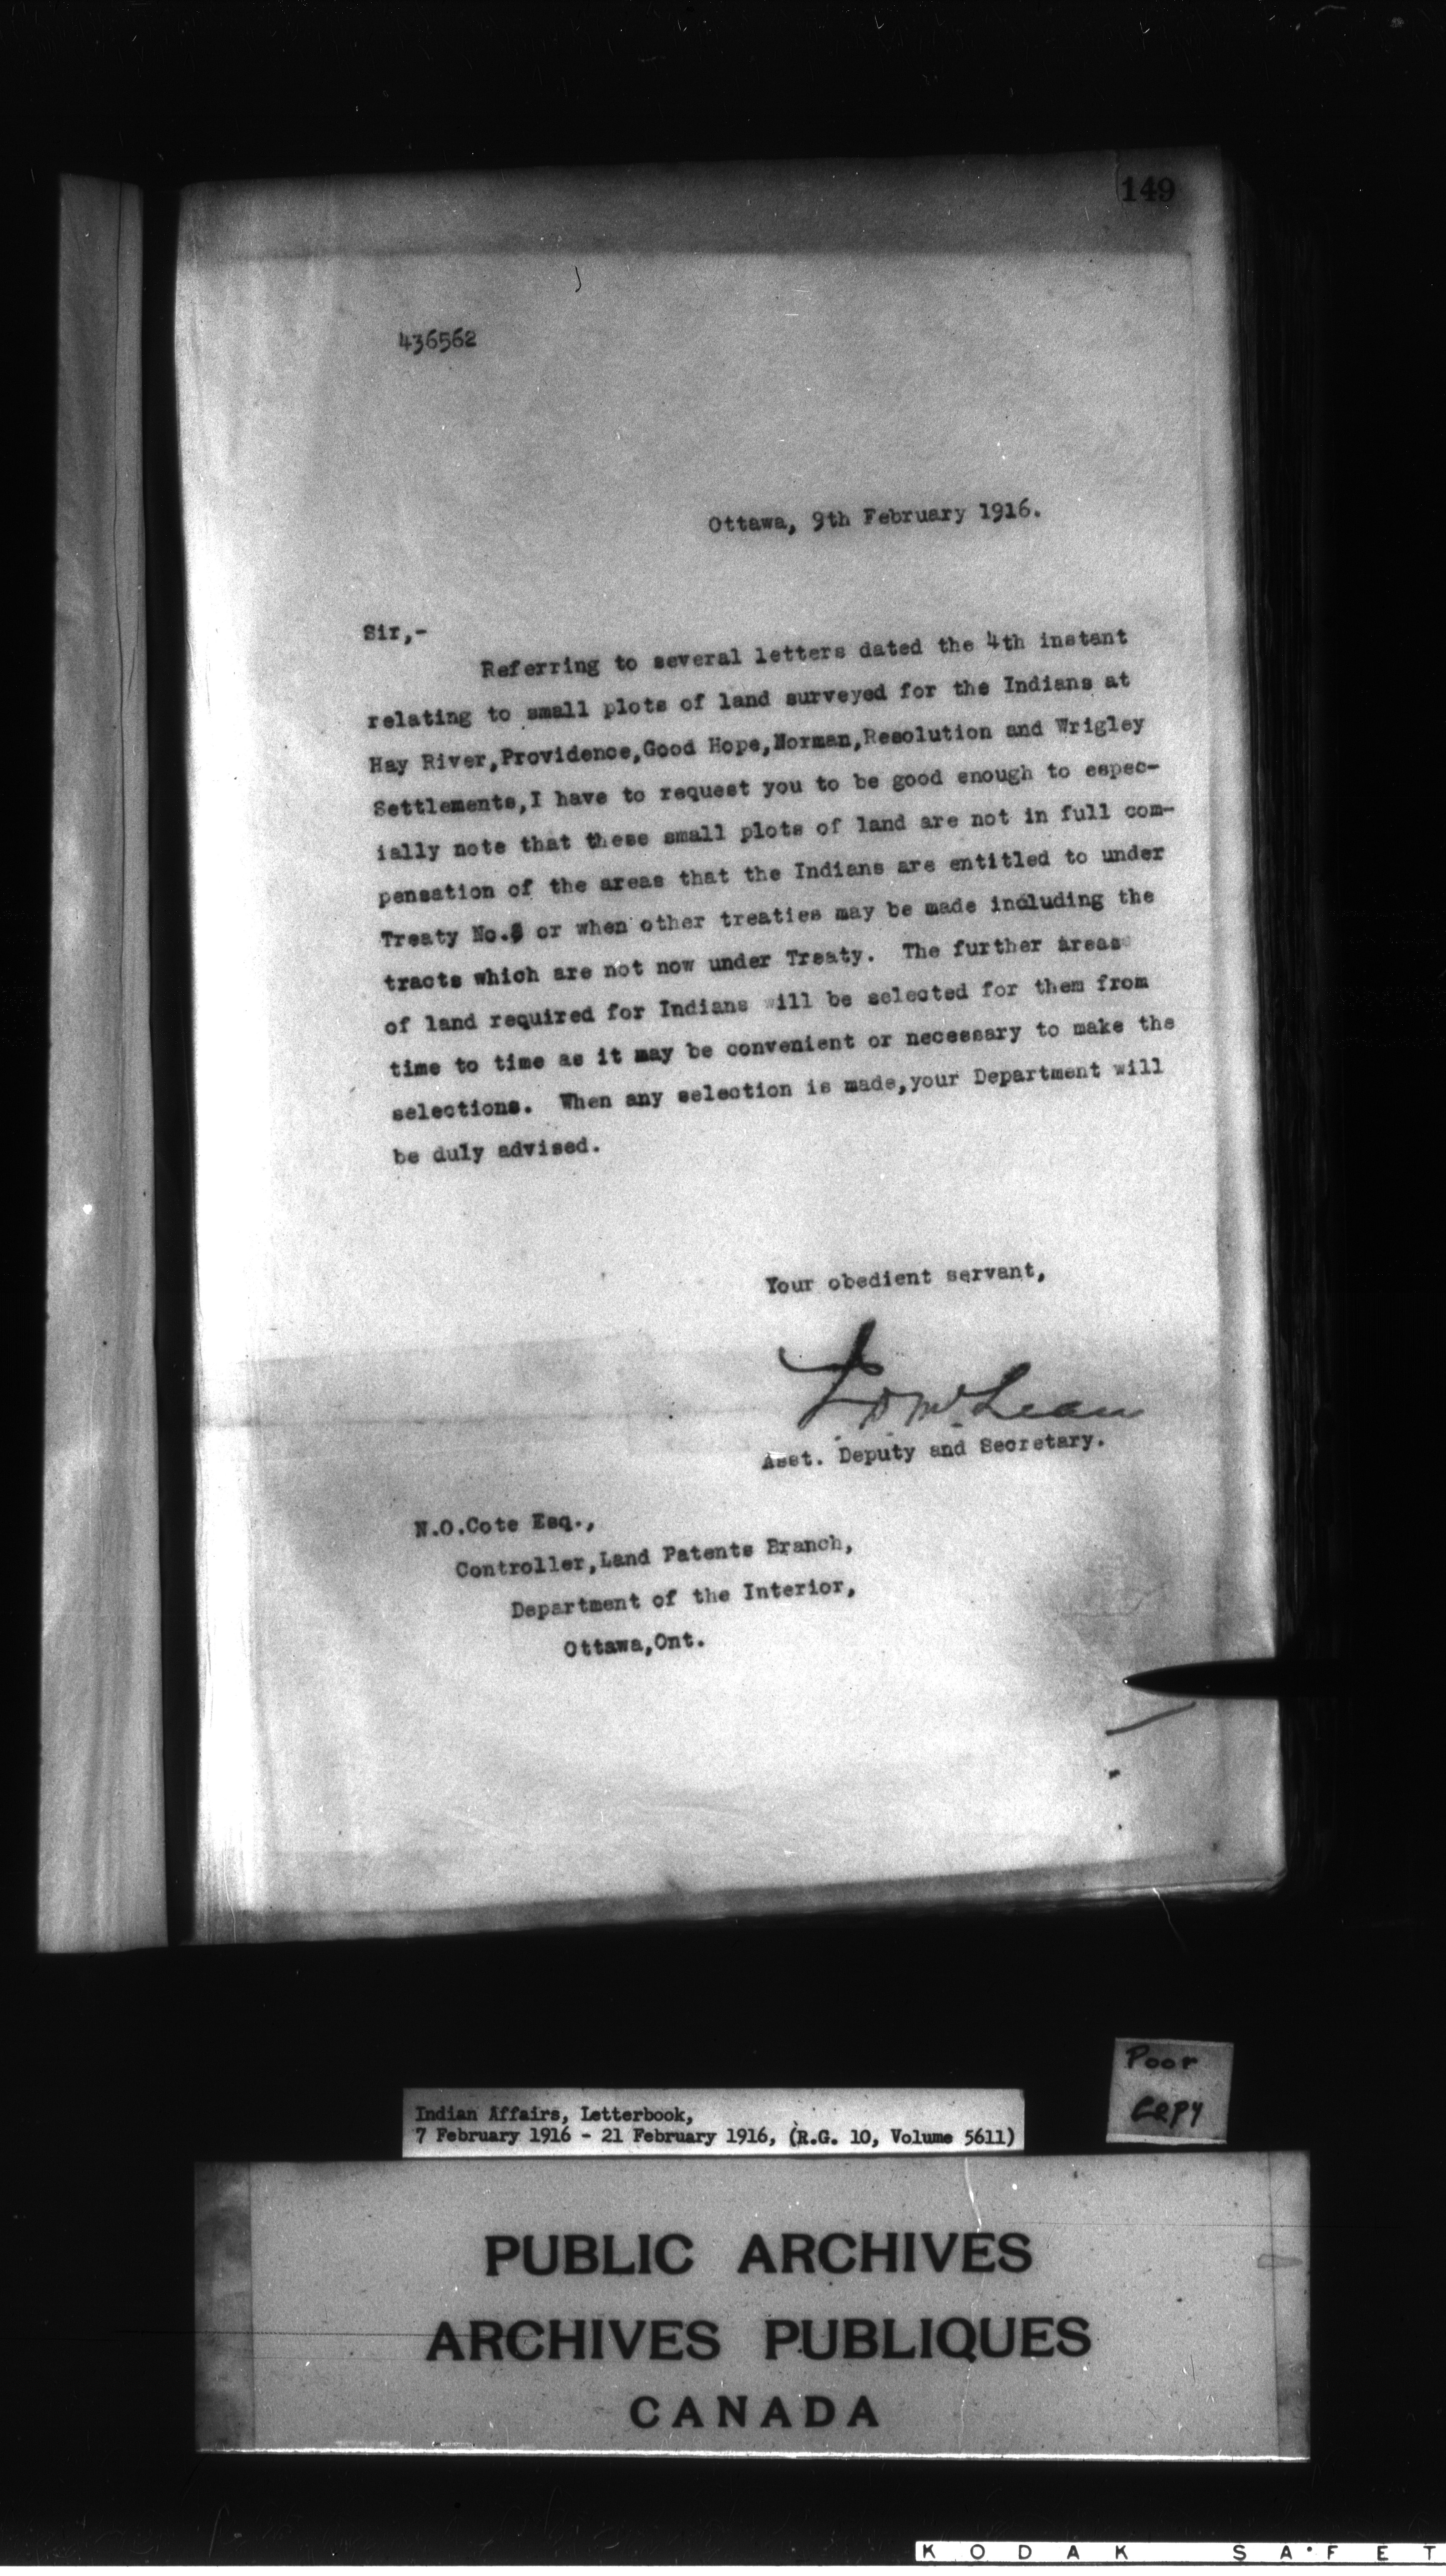 149
436562
Ottawa, 9th February 1916.
Sir,-
Referring to several letters dated the 4th instant
relating to small plots of land surveyed for the Indians at
Hay River,Providence,Good Hope,Norman,Resolution and Wrigley
Settlements,I have to request you to be good enough to espec-
ially note that these small plots of land are not in full com-
pensation of the areas that the Indians are entitled to under
Treaty No.8 or when other treaties may be made including the
tracts which are not now under Treaty. The further areas
of land required for Indians will be selected for them from
time to time as it may be convenient or necessary to make the
selections. When any selection is made,your Department will
be duly advised.
Your obedient servant,
J D McLean
Asst. Deputy and Secretary.
N.O.Cote Esq.,
Controller,Land Patents Branch,
Department of the Interior,
Ottawa,Ont.
Poor
Copy
Indian Affairs, Letterbook,
7 February 1916 - 21 February 1916, (R.G. 10, Volume 5611)
PUBLIC ARCHIVES
ARCHIVES PUBLIQUES
CANADA
KODAK SAFET